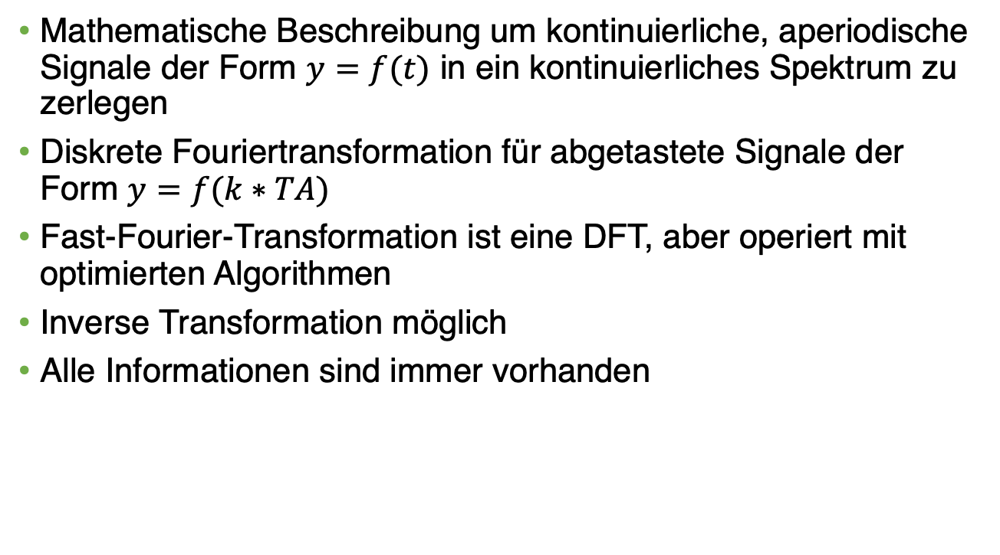 • Mathematische Beschreibung um kontinuierliche, aperiodische
Signale der Form y = f(t) in ein kontinuierliches Spektrum zu
zerlegen
• Diskrete Fouriertransformation für abgetastete Signale der
Form y = f(k ∗ TA)
• Fast-Fourier-Transformation ist eine DFT, aber operiert mit
optimierten Algorithmen
• Inverse Transformation möglich
• Alle Informationen sind immer vorhanden